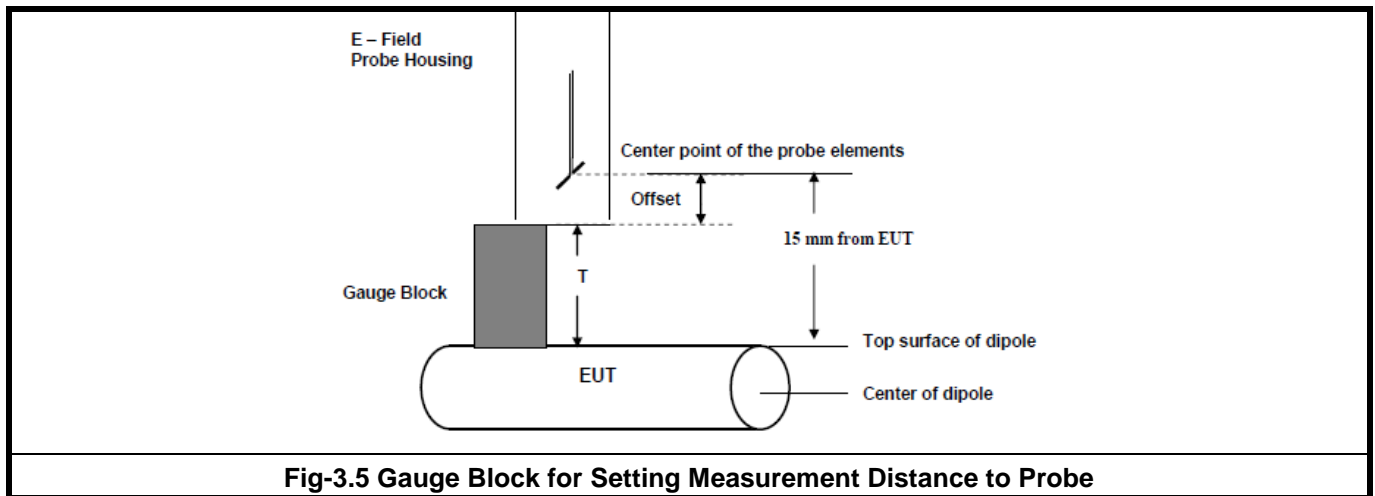 E – Field
Probe Housing
Center point of the probe elements
Offset
15 mm from EUT
T
Gauge Block
Top surface of dipole
EUT
Center of dipole
Fig-3.5 Gauge Block for Setting Measurement Distance to Probe